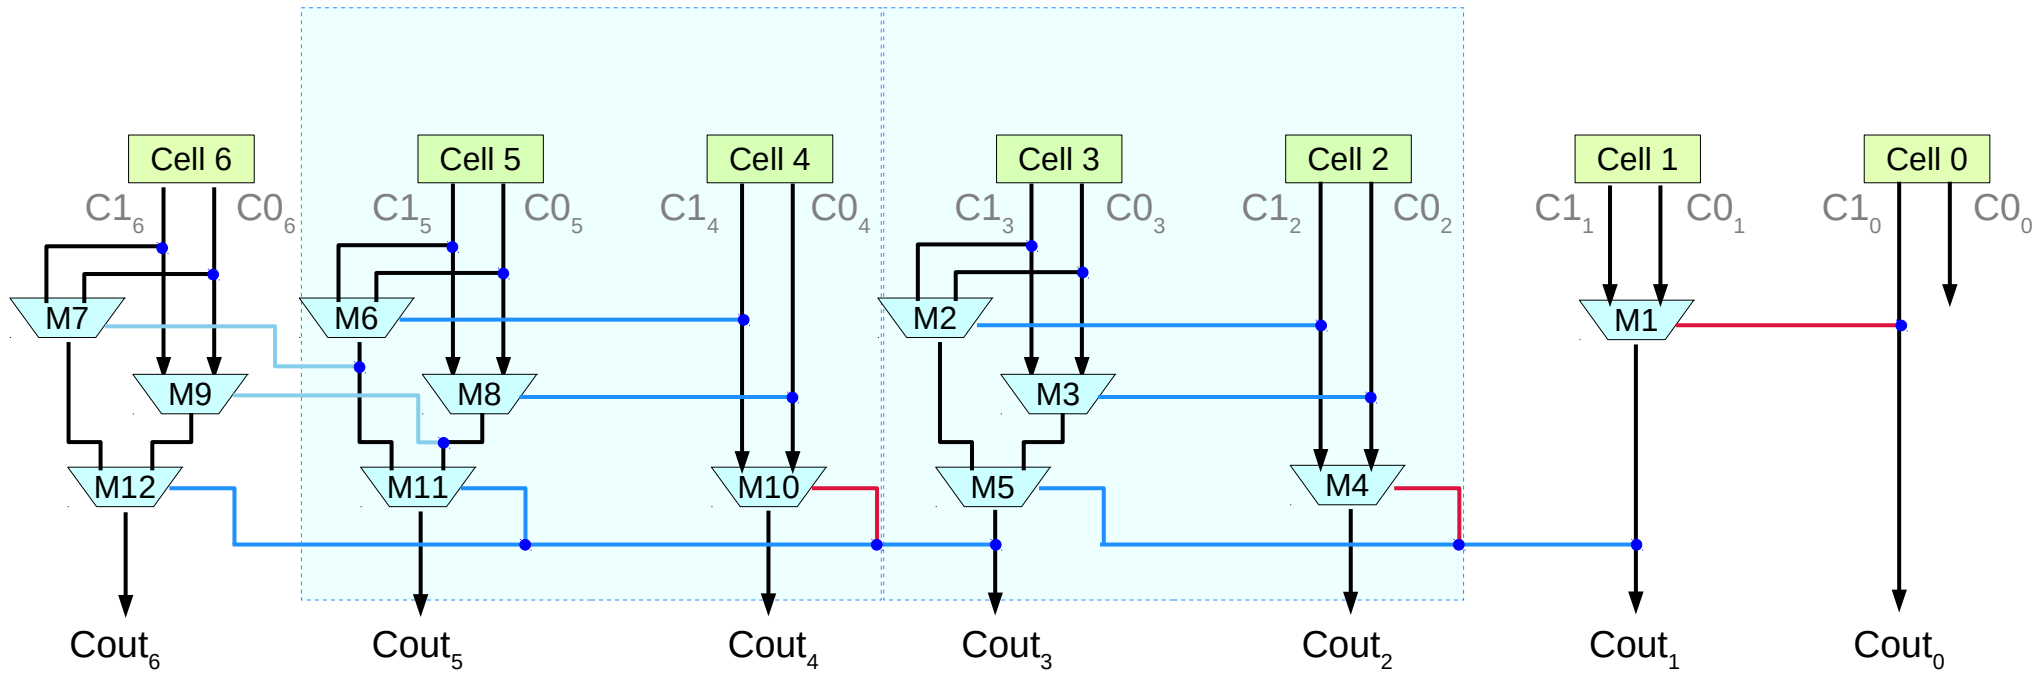 Cell 6 Cell 5 Cell 4 Cell 3 Cell 2 Cell 1 Cell 0
C1₆ C0₆ C1₅ C0₅ C1₄ C0₄ C1₃ C0₃ C1₂ C0₂ C1₁ C0₁ C1₀ C0₀
M7 M6 M2 M1
M9 M8 M3
M12 M11 M10 M5 M4
Cout₆ Cout₅ Cout₄ Cout₃ Cout₂ Cout₁ Cout₀